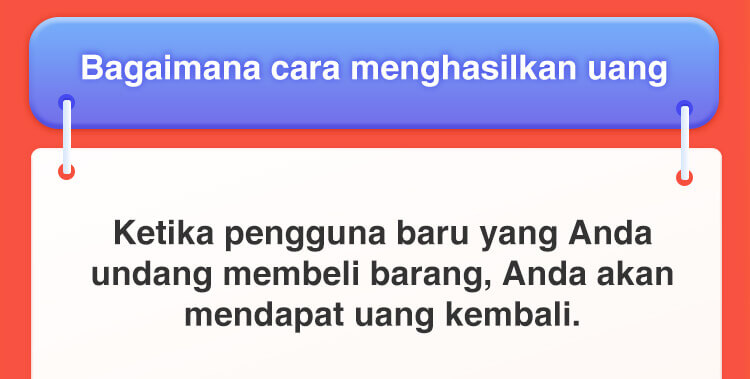 Bagaimana cara menghasilkan uang
Ketika pengguna baru yang Anda
undang membeli barang, Anda akan
mendapat uang kembali.